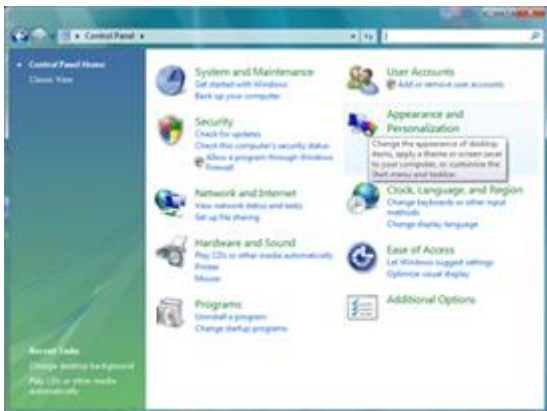 Control Panel
Control Panel Home
Classic View
System and Maintenance
Get started with Windows
Back up your computer
Security
Check for updates
Check this computer's security status
Allow a program through Windows
Firewall
Network and Internet
View network status and tasks
Set up file sharing
Hardware and Sound
Play CDs or other media automatically
Printer
Mouse
Programs
Uninstall a program
Change startup programs
User Accounts
Add or remove user accounts
Appearance and
Personalization
Change the appearance of desktop
items, apply a theme or screen saver
to your computer, or customize the
Start menu and taskbar.
Clock, Language, and Region
Change keyboards or other input
methods
Change display language
Ease of Access
Let Windows suggest settings
Optimize visual display
Additional Options
Recent Tasks
Change desktop background
Play CDs or other media
automatically